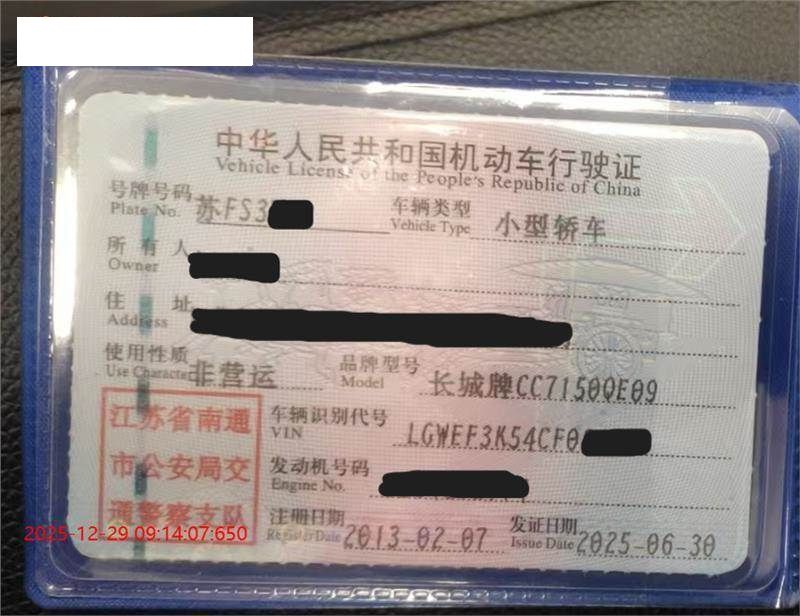 中华人民共和国机动车行驶证
Vehicle License of the People's Republic of China
号牌号码 苏FS3 车辆类型 小型轿车
Plate No. Vehicle Type
所有人
Owner
住址
Address
使用性质 非营运 品牌型号 长城牌CC7150QE09
Use Character Model
江苏省南通
市公安局交
通警察支队
车辆识别代号 LGWEF3K54CF0
VIN
发动机号码
Engine No.
注册日期 2013-02-07 发证日期 2025-06-30
Register Date Issue Date
2025-12-29 09:14:07:650